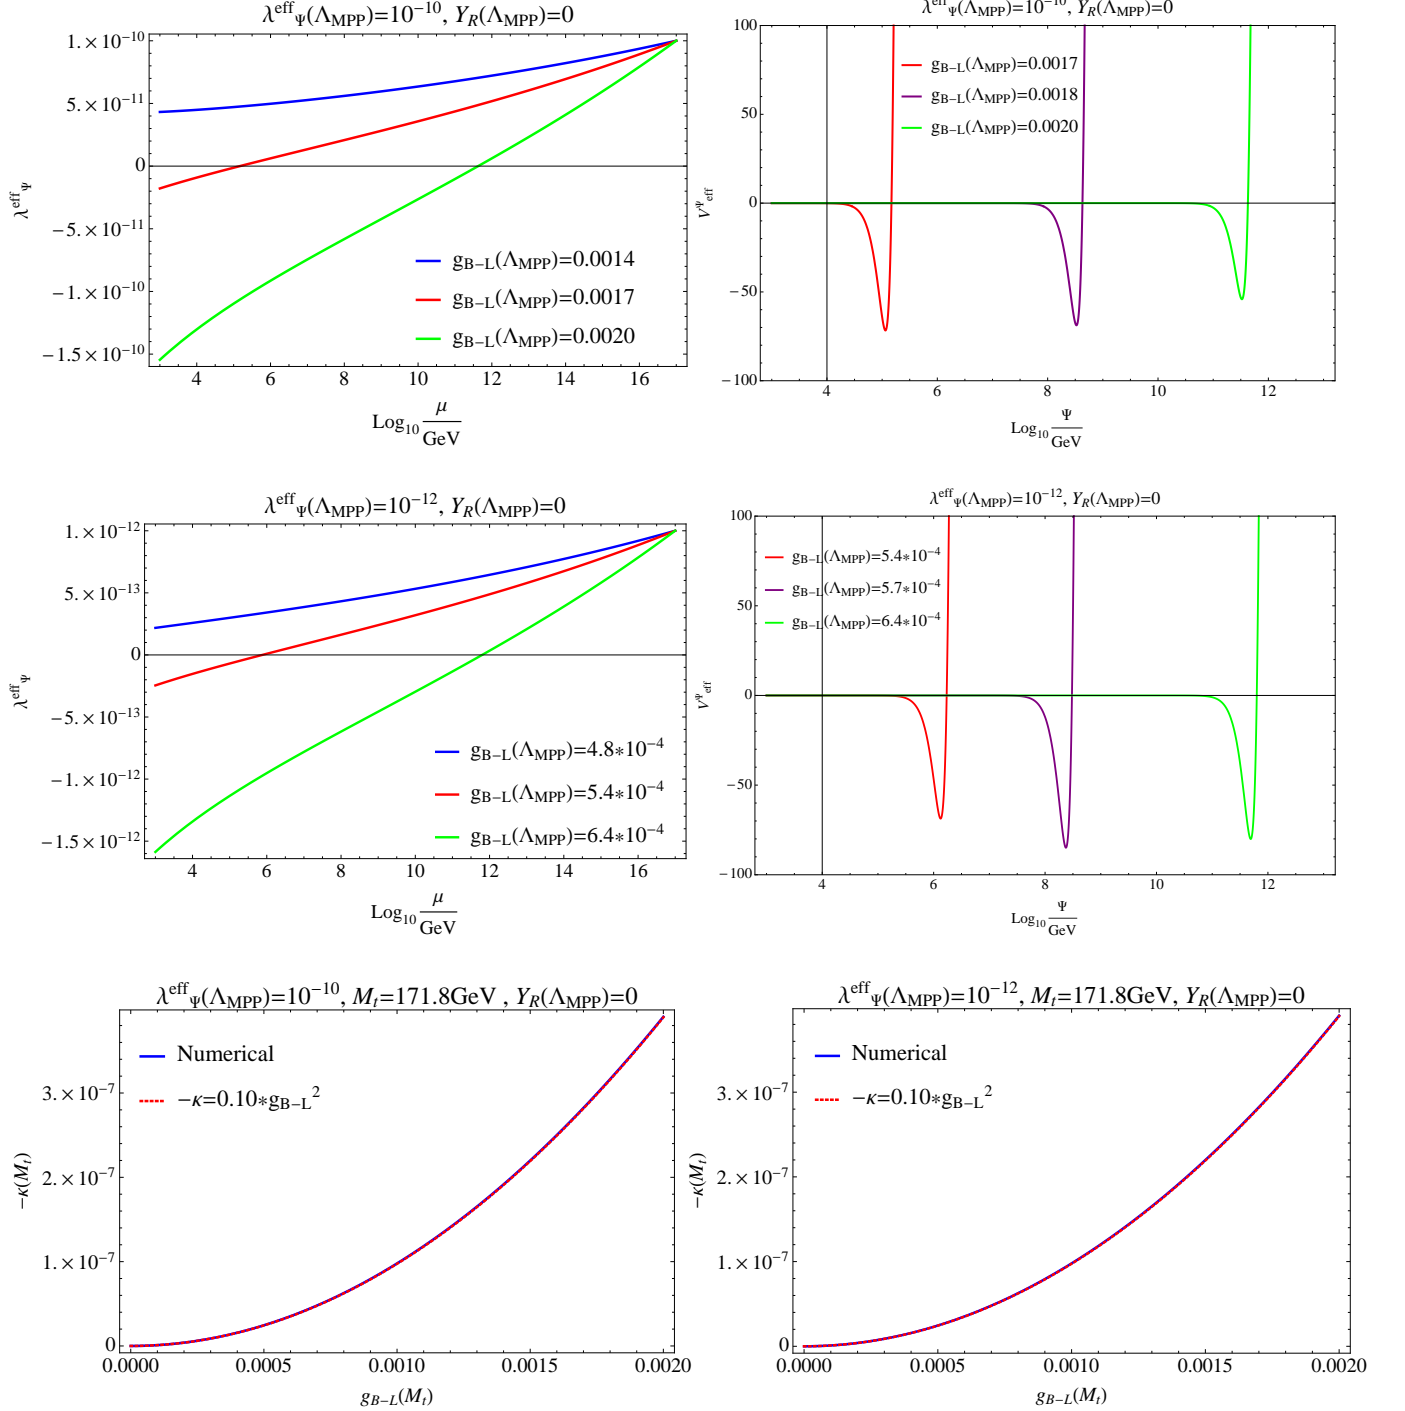 λ^eff_Ψ(Λ_MPP)=10^−10, Y_R(Λ_MPP)=0
1.×10^−10
5.×10^−11
0
−5.×10^−11
−1.×10^−10
−1.5×10^−10
λ^eff_Ψ
g_B−L(Λ_MPP)=0.0014
g_B−L(Λ_MPP)=0.0017
g_B−L(Λ_MPP)=0.0020
4 6 8 10 12 14 16
Log_10 μ/GeV
λ^eff_Ψ(Λ_MPP)=10^−10, Y_R(Λ_MPP)=0
100
50
0
−50
−100
V^Ψ_eff
g_B−L(Λ_MPP)=0.0017
g_B−L(Λ_MPP)=0.0018
g_B−L(Λ_MPP)=0.0020
4 6 8 10 12
Log_10 Ψ/GeV
λ^eff_Ψ(Λ_MPP)=10^−12, Y_R(Λ_MPP)=0
1.×10^−12
5.×10^−13
0
−5.×10^−13
−1.×10^−12
−1.5×10^−12
λ^eff_Ψ
g_B−L(Λ_MPP)=4.8*10^−4
g_B−L(Λ_MPP)=5.4*10^−4
g_B−L(Λ_MPP)=6.4*10^−4
4 6 8 10 12 14 16
Log_10 μ/GeV
λ^eff_Ψ(Λ_MPP)=10^−12, Y_R(Λ_MPP)=0
100
50
0
−50
−100
V^Ψ_eff
g_B−L(Λ_MPP)=5.4*10^−4
g_B−L(Λ_MPP)=5.7*10^−4
g_B−L(Λ_MPP)=6.4*10^−4
4 6 8 10 12
Log_10 Ψ/GeV
λ^eff_Ψ(Λ_MPP)=10^−10, M_t=171.8GeV , Y_R(Λ_MPP)=0
Numerical
−κ=0.10*g_B−L^2
3.×10^−7
2.×10^−7
1.×10^−7
0
−κ(M_t)
0.0000 0.0005 0.0010 0.0015 0.0020
g_B−L(M_t)
λ^eff_Ψ(Λ_MPP)=10^−12, M_t=171.8GeV, Y_R(Λ_MPP)=0
Numerical
−κ=0.10*g_B−L^2
3.×10^−7
2.×10^−7
1.×10^−7
0
−κ(M_t)
0.0000 0.0005 0.0010 0.0015 0.0020
g_B−L(M_t)